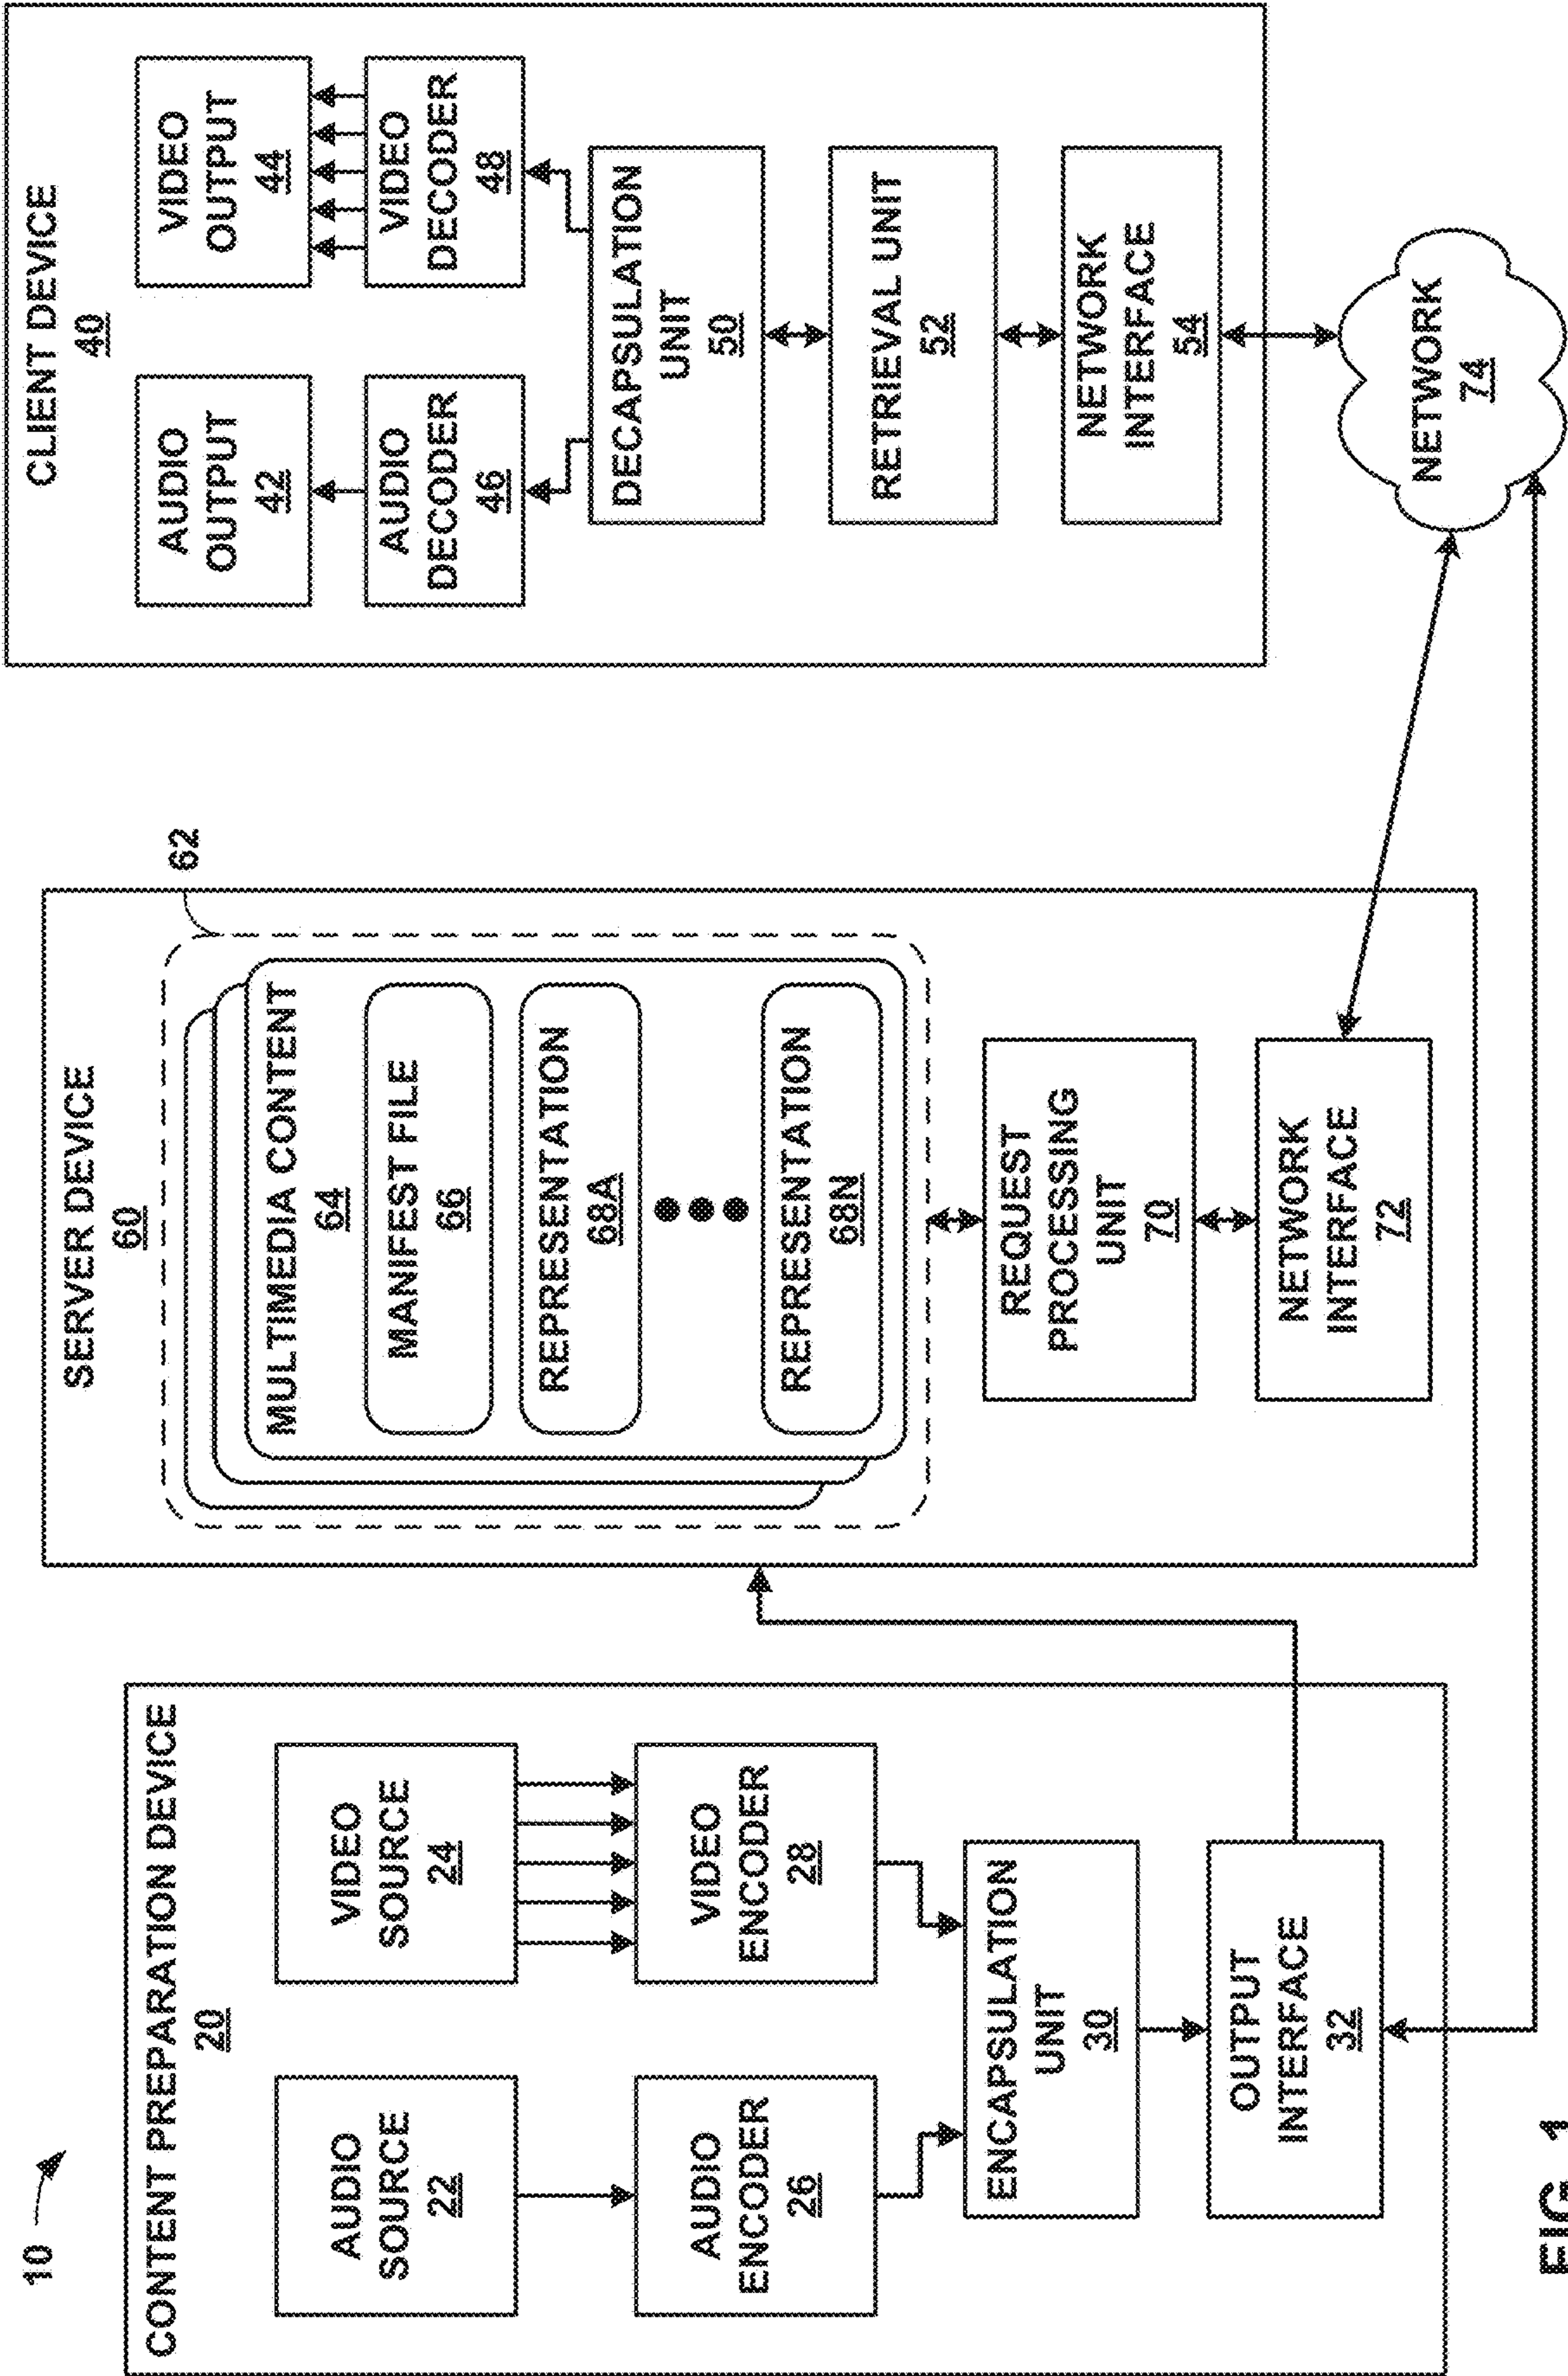 10
CONTENT PREPARATION DEVICE
20
AUDIO
SOURCE
22
VIDEO
SOURCE
24
AUDIO
ENCODER
26
VIDEO
ENCODER
28
ENCAPSULATION
UNIT
30
OUTPUT
INTERFACE
32
SERVER DEVICE
60
62
MULTIMEDIA CONTENT
64
MANIFEST FILE
66
REPRESENTATION
68A
REPRESENTATION
68N
REQUEST
PROCESSING
UNIT
70
NETWORK
INTERFACE
72
CLIENT DEVICE
40
AUDIO
OUTPUT
42
VIDEO
OUTPUT
44
AUDIO
DECODER
46
VIDEO
DECODER
48
DECAPSULATION
UNIT
50
RETRIEVAL UNIT
52
NETWORK
INTERFACE
54
NETWORK
74
FIG. 1